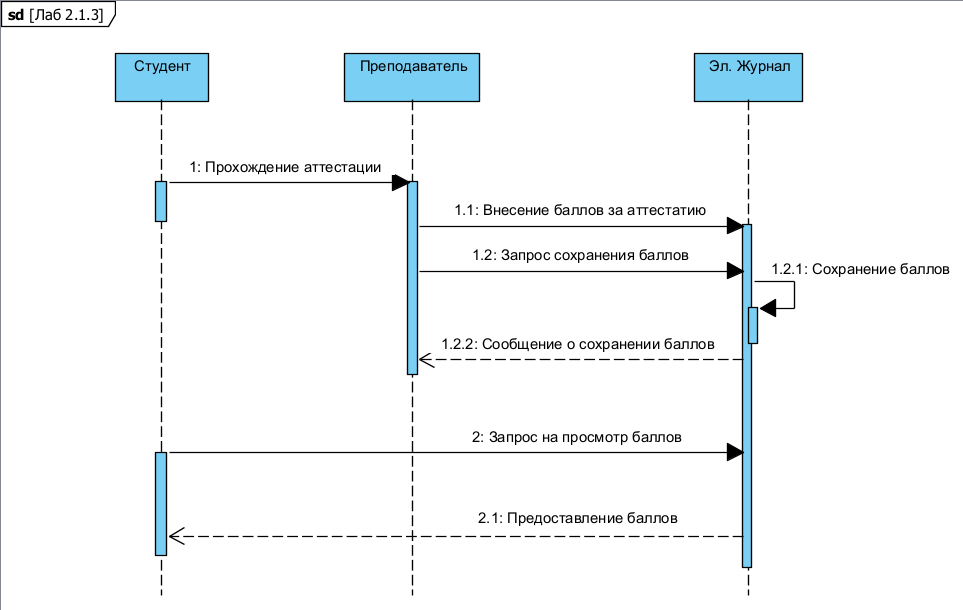 sd [Лаб 2.1.3]
Студент
Преподаватель
Эл. Журнал
1: Прохождение аттестации
1.1: Внесение баллов за аттестатию
1.2: Запрос сохранения баллов
1.2.1: Сохранение баллов
1.2.2: Сообщение о сохранении баллов
2: Запрос на просмотр баллов
2.1: Предоставление баллов